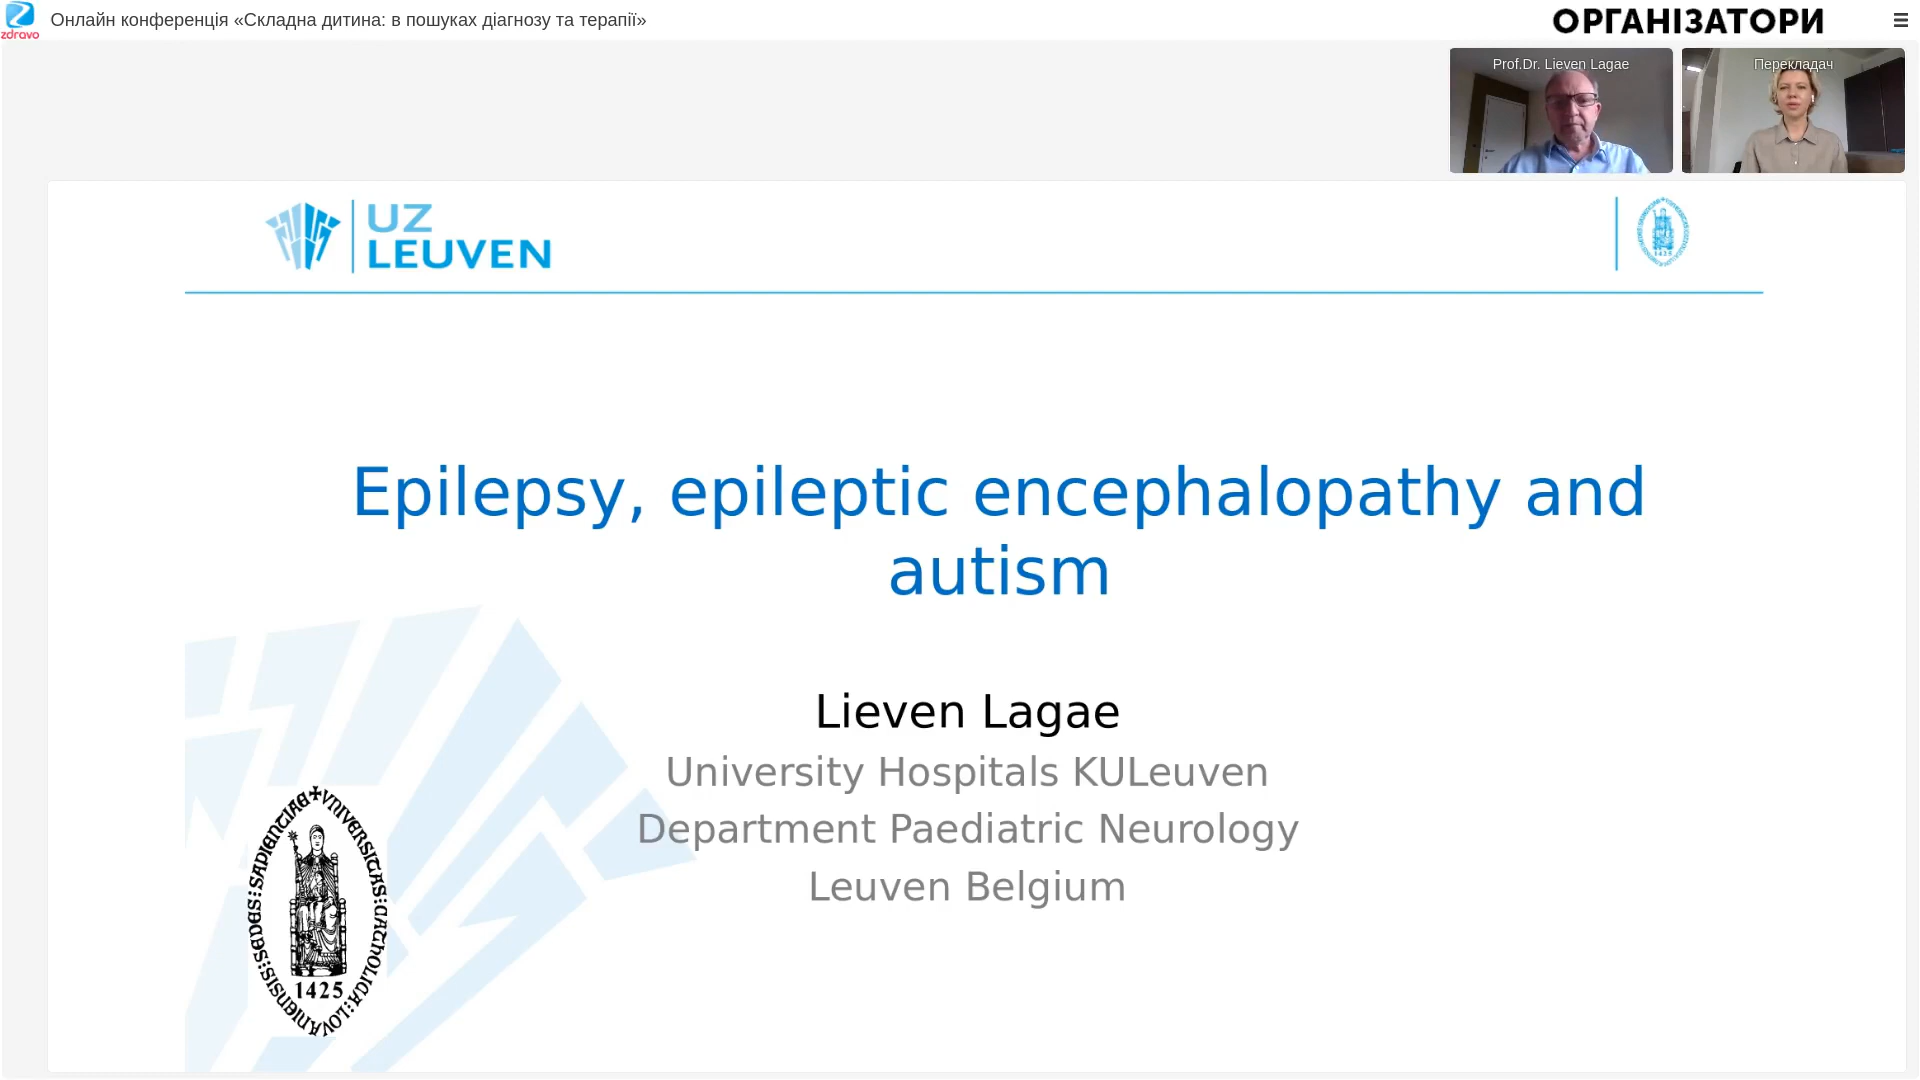 zdravo
Онлайн конференція «Складна дитина: в пошуках діагнозу та терапії»
ОРГАНІЗАТОРИ
Prof.Dr. Lieven Lagae
Перекладач
UZ
LEUVEN
Epilepsy, epileptic encephalopathy and
autism
Lieven Lagae
University Hospitals KULeuven
Department Paediatric Neurology
Leuven Belgium
1425